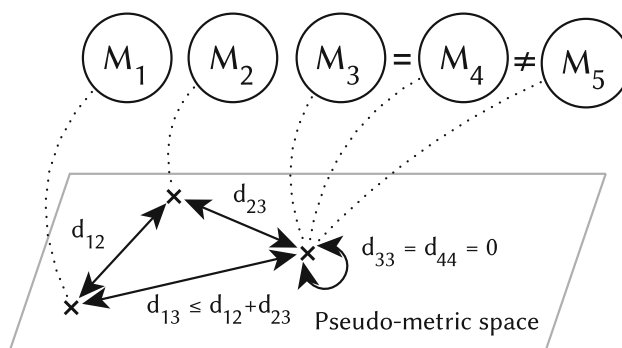 M₁ M₂ M₃ = M₄ ≠ M₅
d₂₃
d₁₂
d₃₃ = d₄₄ = 0
d₁₃ ≤ d₁₂+d₂₃
Pseudo-metric space